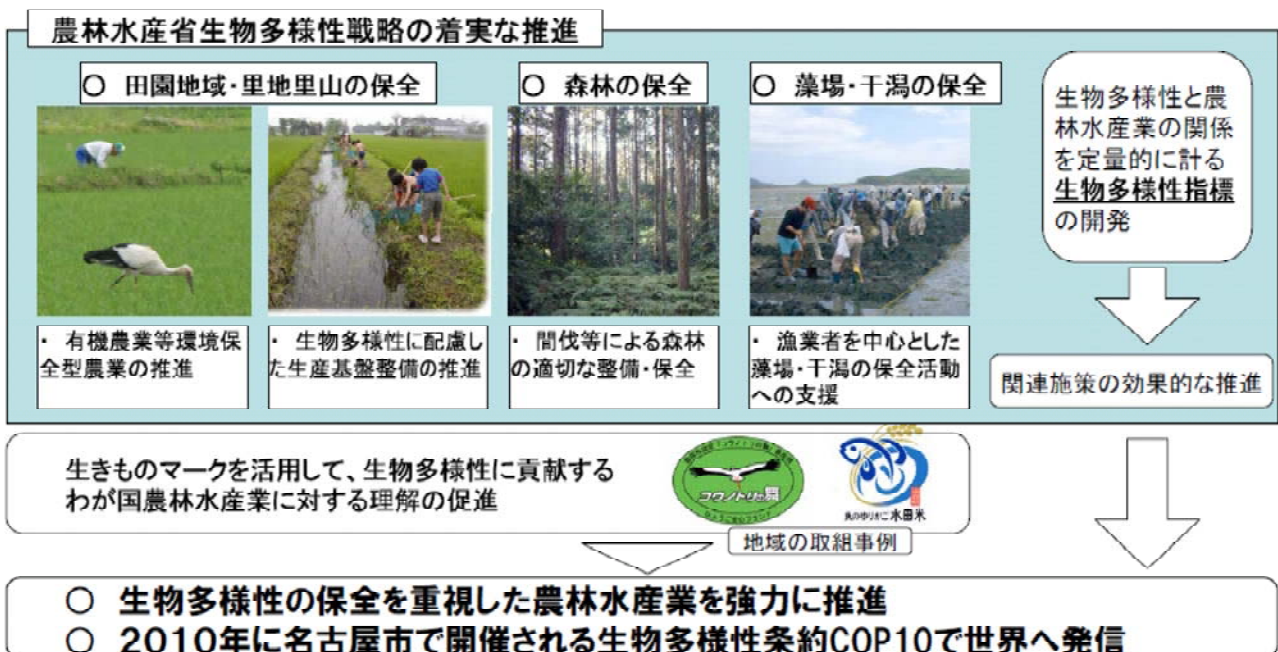 農林水産省生物多様性戦略の着実な推進
〇 田園地域・里地里山の保全
〇 森林の保全
〇 藻場・干潟の保全
・ 有機農業等環境保
全型農業の推進
・ 生物多様性に配慮し
た生産基盤整備の推進
・ 間伐等による森林
の適切な整備・保全
・ 漁業者を中心とした
藻場・干潟の保全活動
への支援
生物多様性と農
林水産業の関係
を定量的に計る
生物多様性指標
の開発
関連施策の効果的な推進
生きものマークを活用して、生物多様性に貢献する
わが国農林水産業に対する理解の促進
コウノトリの舞
魚のゆりかご水田米
地域の取組事例
〇 生物多様性の保全を重視した農林水産業を強力に推進
〇 2010年に名古屋市で開催される生物多様性条約COP10で世界へ発信